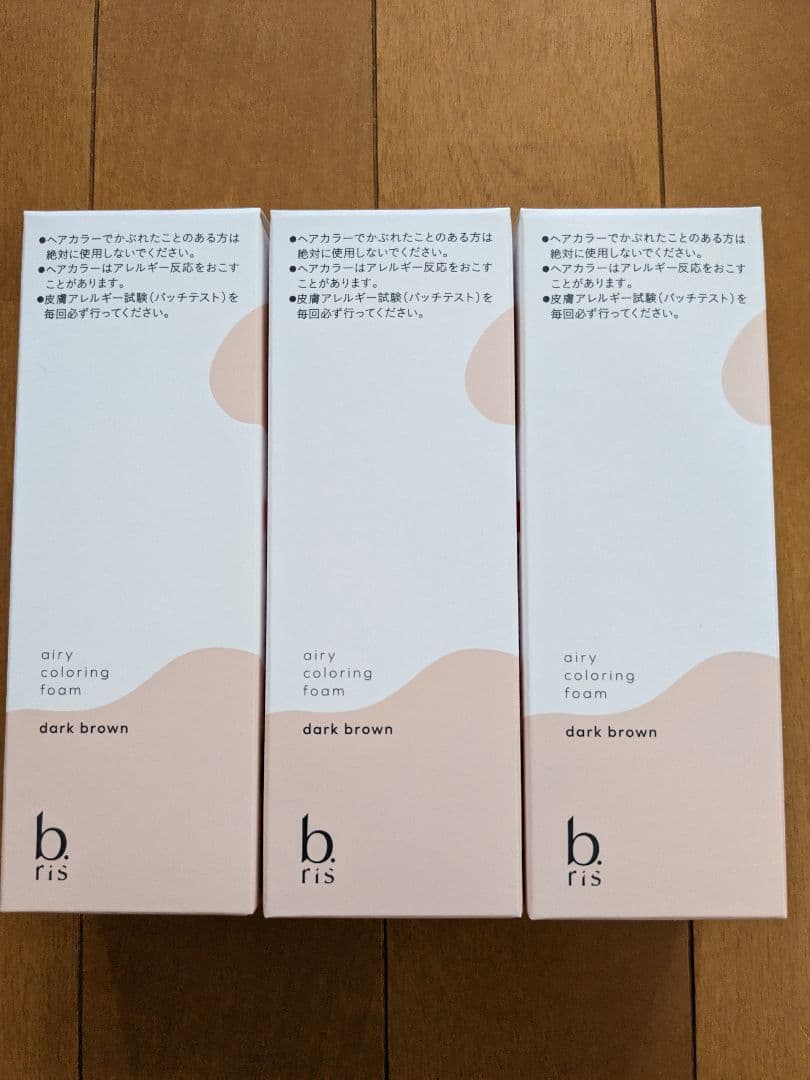 ●ヘアカラーでかぶれたことのある方は
絶対に使用しないでください。
●ヘアカラーはアレルギー反応をおこす
ことがあります。
●皮膚アレルギー試験(パッチテスト)を
毎回必ず行ってください。
airy
coloring
foam
dark brown
b.
ris
●ヘアカラーでかぶれたことのある方は
絶対に使用しないでください。
●ヘアカラーはアレルギー反応をおこす
ことがあります。
●皮膚アレルギー試験(パッチテスト)を
毎回必ず行ってください。
airy
coloring
foam
dark brown
b.
ris
●ヘアカラーでかぶれたことのある方は
絶対に使用しないでください。
●ヘアカラーはアレルギー反応をおこす
ことがあります。
●皮膚アレルギー試験(パッチテスト)を
毎回必ず行ってください。
airy
coloring
foam
dark brown
b.
ris